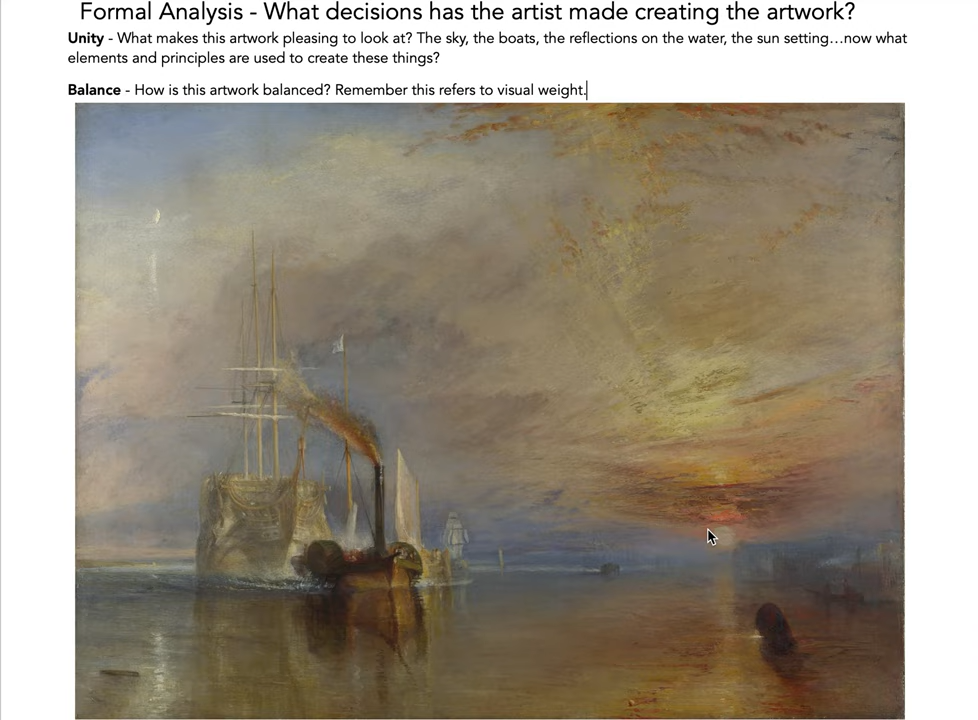 Formal Analysis - What decisions has the artist made creating the artwork?
Unity - What makes this artwork pleasing to look at? The sky, the boats, the reflections on the water, the sun setting...now what
elements and principles are used to create these things?
Balance - How is this artwork balanced? Remember this refers to visual weight.